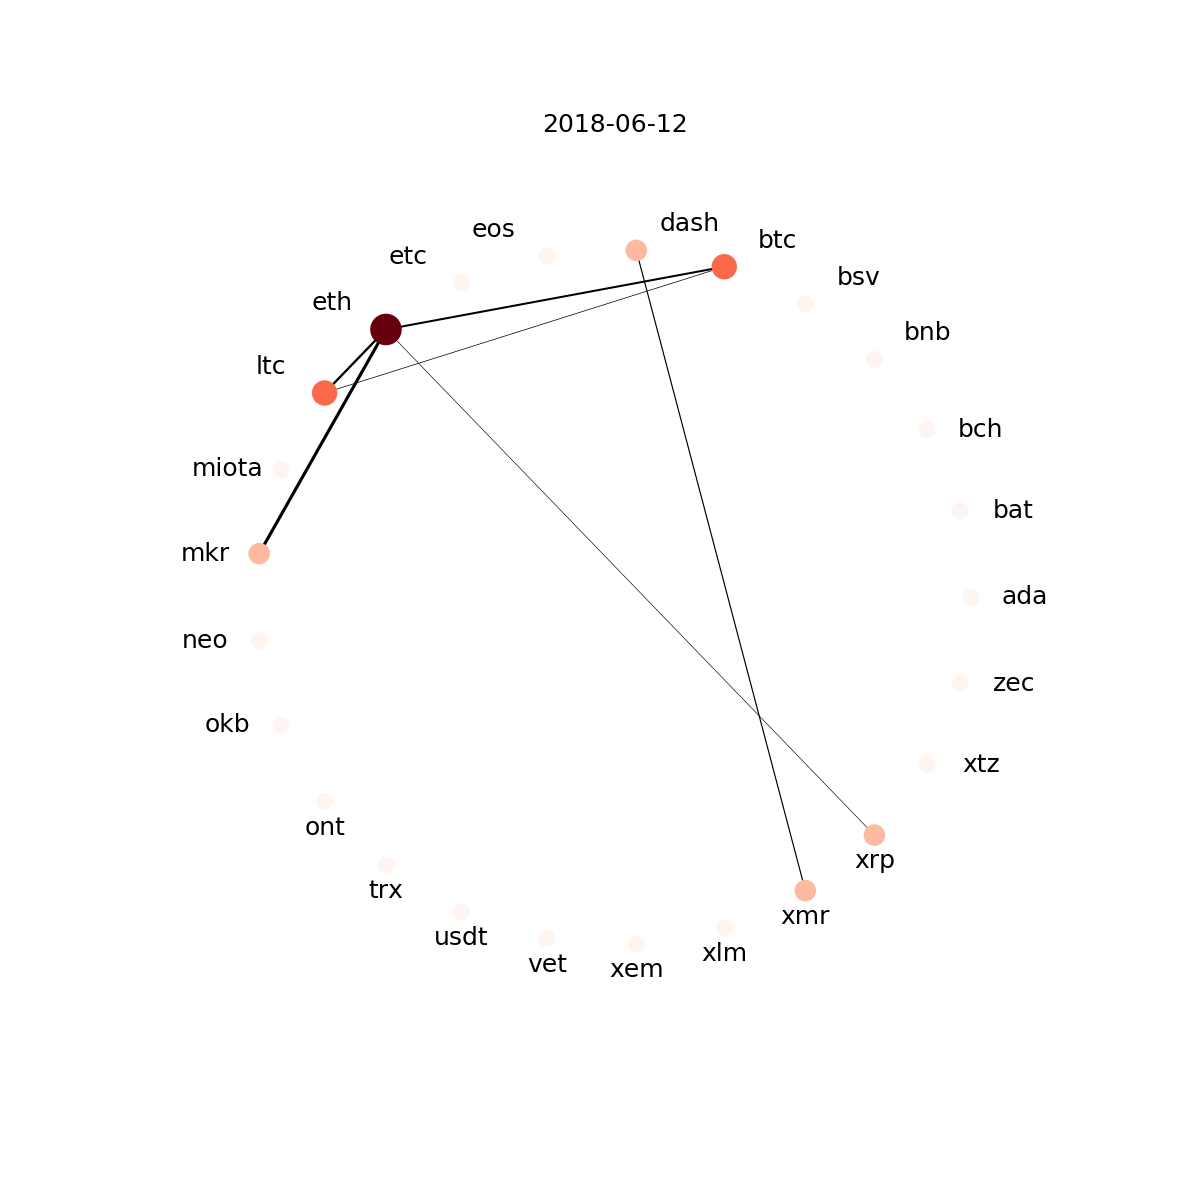 2018-06-12
dash
eos
btc
etc
bsv
eth
bnb
ltc
bch
miota
bat
mkr
ada
neo
zec
okb
xtz
ont
xrp
trx
xmr
usdt
xlm
vet
xem